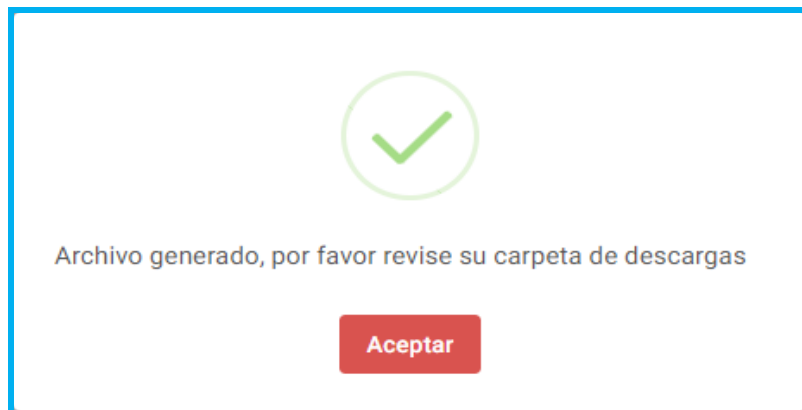 Archivo generado, por favor revise su carpeta de descargas
Aceptar